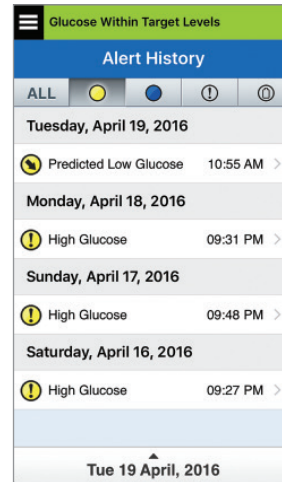 Glucose Within Target Levels
Alert History
ALL
Tuesday, April 19, 2016
Predicted Low Glucose 10:55 AM
Monday, April 18, 2016
High Glucose 09:31 PM
Sunday, April 17, 2016
High Glucose 09:48 PM
Saturday, April 16, 2016
High Glucose 09:27 PM
Tue 19 April, 2016